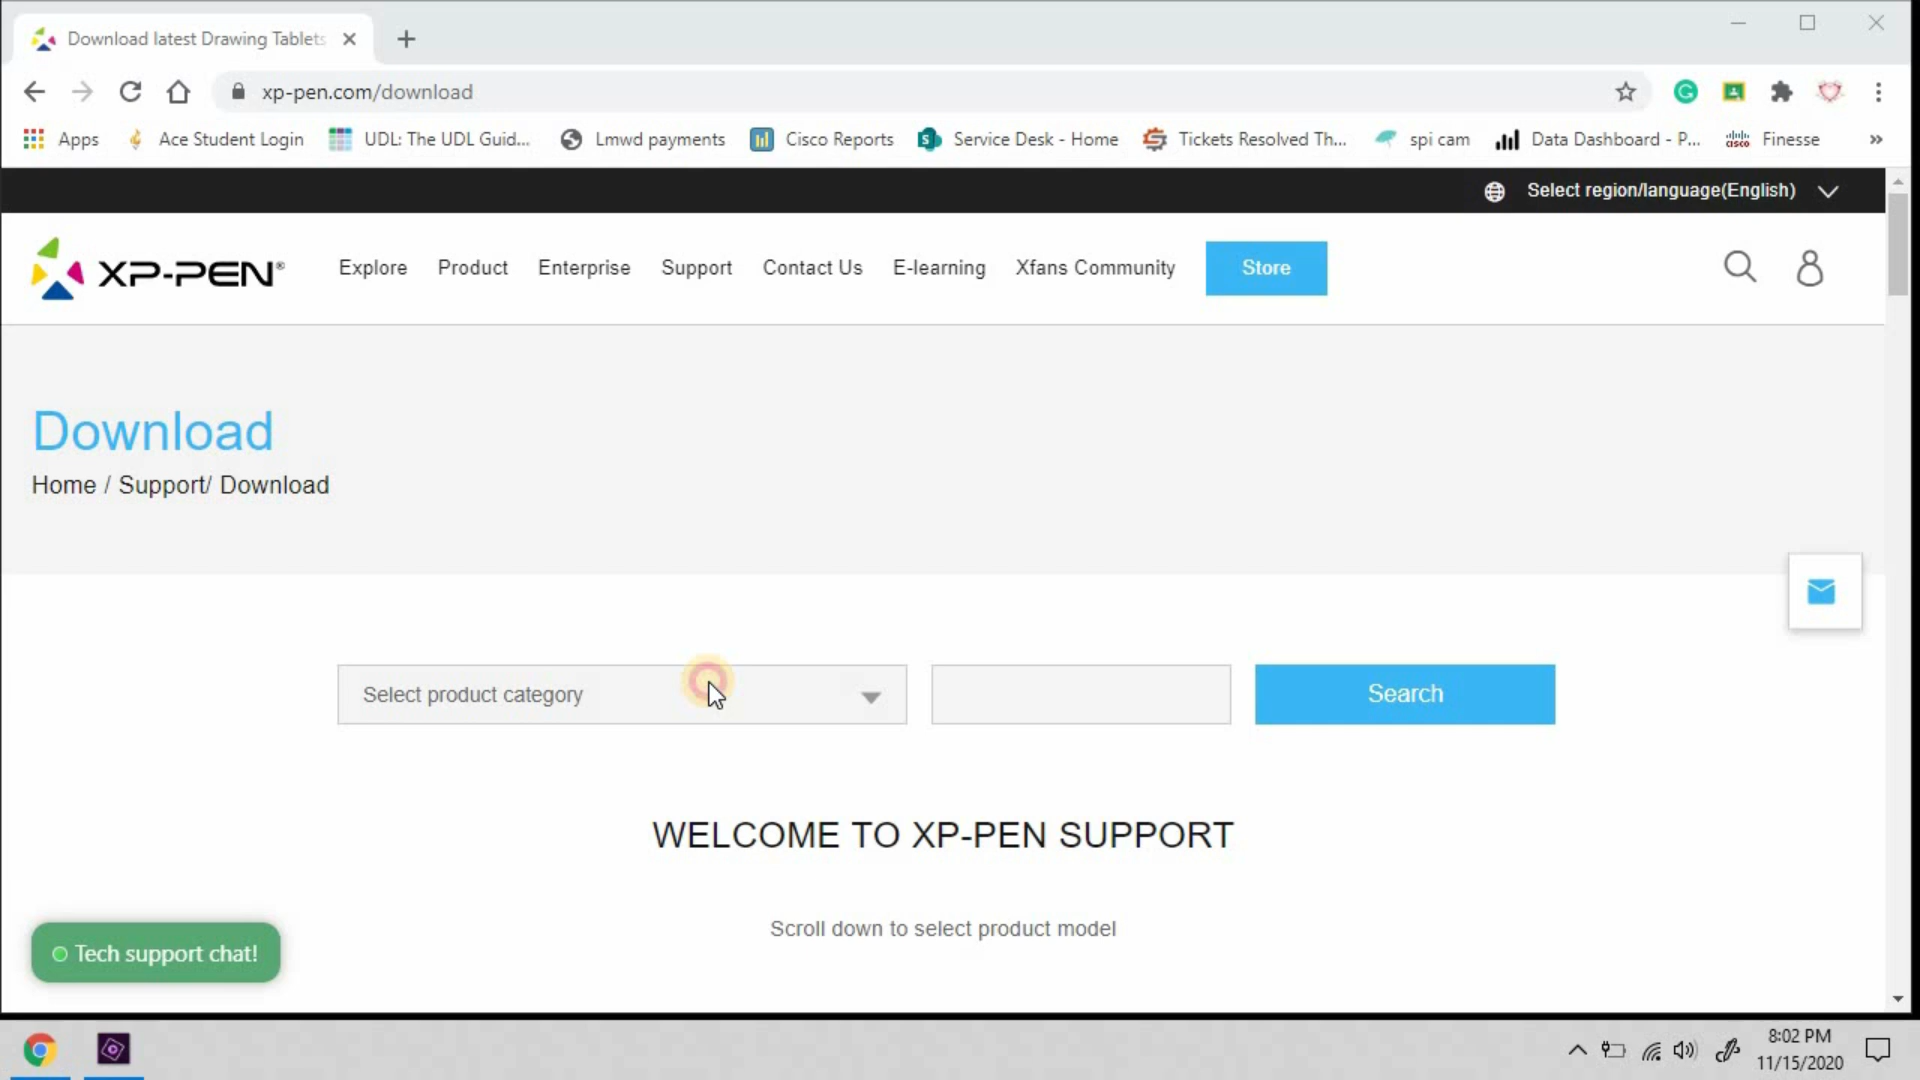 Download latest Drawing Tablets
xp-pen.com/download
Apps Ace Student Login UDL: The UDL Guid... Lmwd payments Cisco Reports Service Desk - Home Tickets Resolved Th... spi cam Data Dashboard - P... Finesse »
Select region/language(English)
XP-PEN® Explore Product Enterprise Support Contact Us E-learning Xfans Community Store
Download
Home / Support/ Download
Select product category Search
WELCOME TO XP-PEN SUPPORT
Scroll down to select product model
Tech support chat!
8:02 PM
11/15/2020